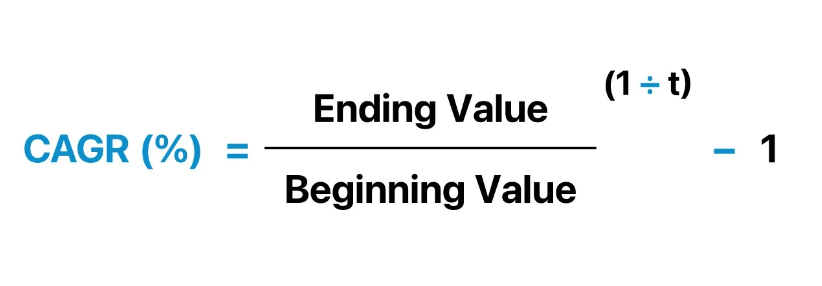 (1 ÷ t)
Ending Value
CAGR (%) = – 1
Beginning Value